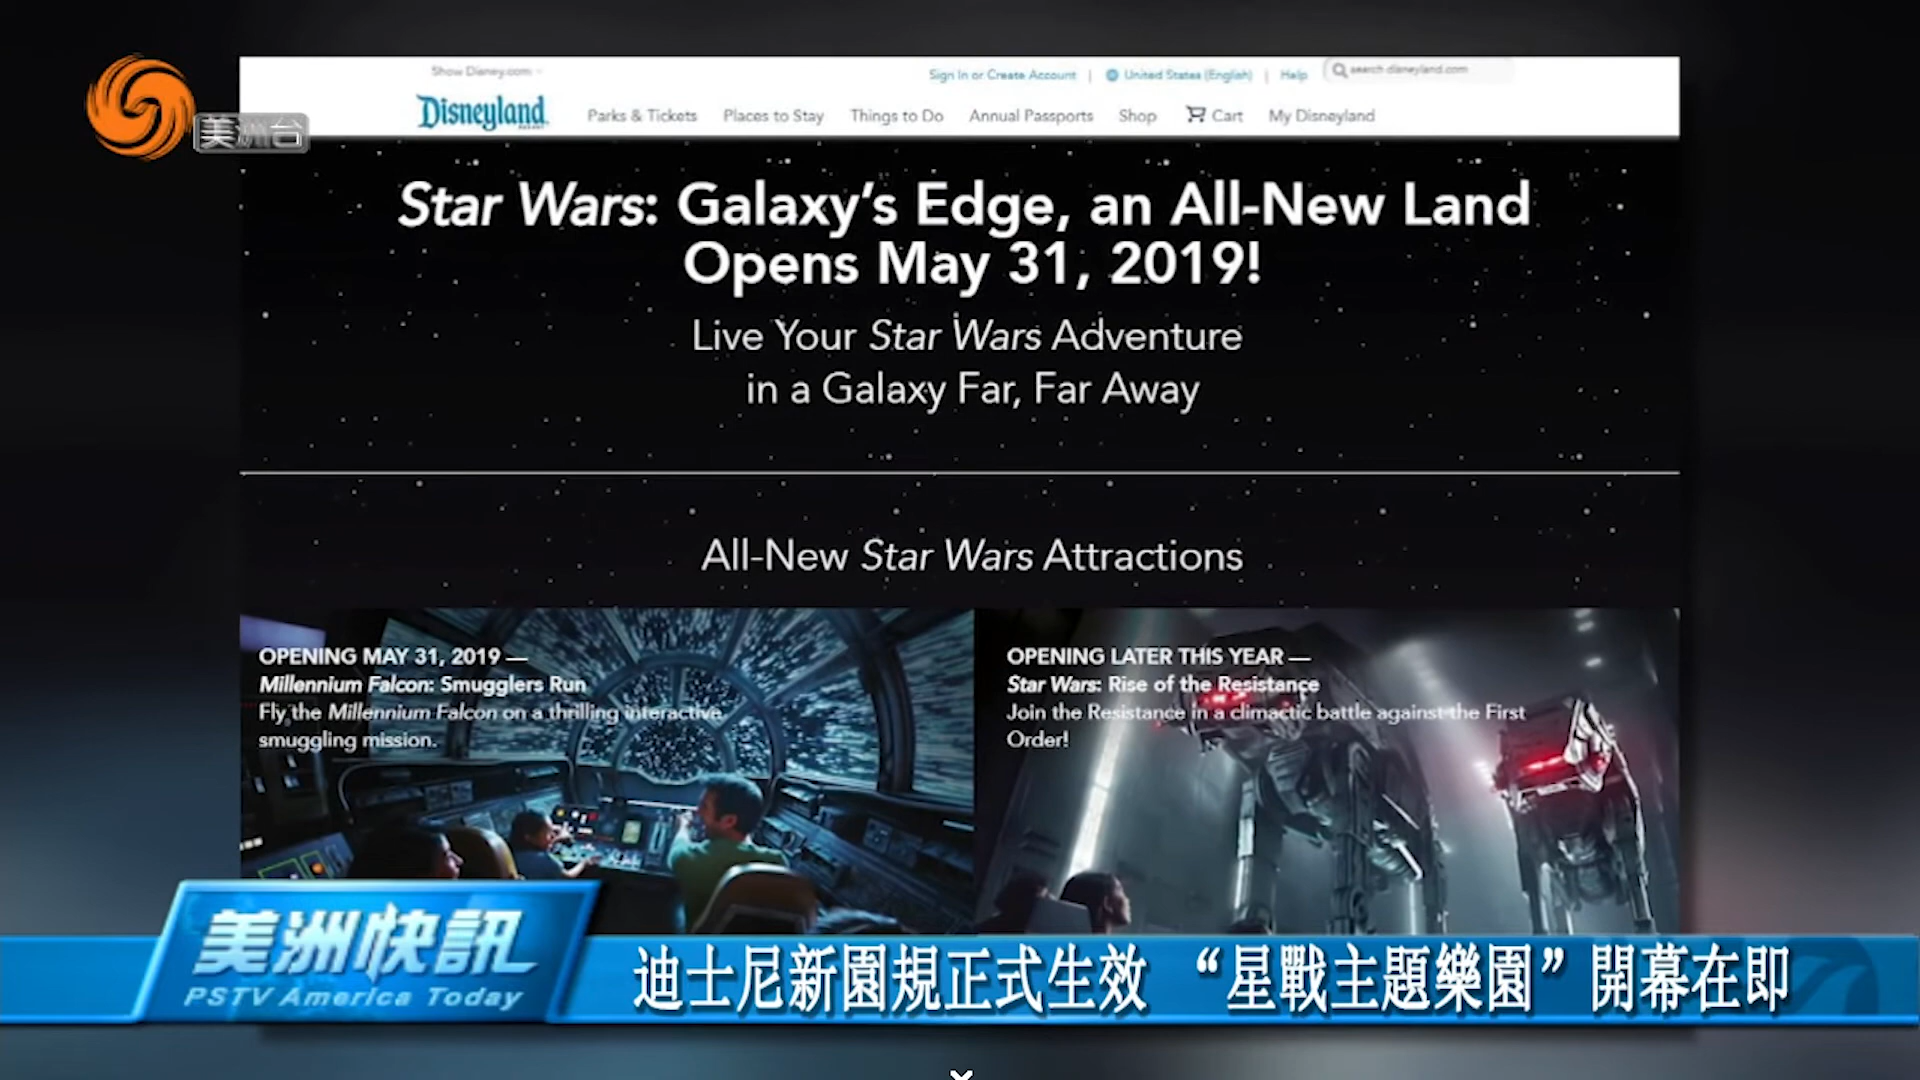 美洲台
Show Disney.com
Sign In or Create Account | United States (English) | Help
search disneyland.com
Disneyland
Parks & Tickets Places to Stay Things to Do Annual Passports Shop Cart My Disneyland
Star Wars: Galaxy's Edge, an All-New Land
Opens May 31, 2019!
Live Your Star Wars Adventure
in a Galaxy Far, Far Away
All-New Star Wars Attractions
OPENING MAY 31, 2019 —
Millennium Falcon: Smugglers Run
Fly the Millennium Falcon on a thrilling interactive
smuggling mission.
OPENING LATER THIS YEAR —
Star Wars: Rise of the Resistance
Join the Resistance in a climactic battle against the First
Order!
美洲快訊
PSTV America Today
迪士尼新園規正式生效 “星戰主題樂園”開幕在即